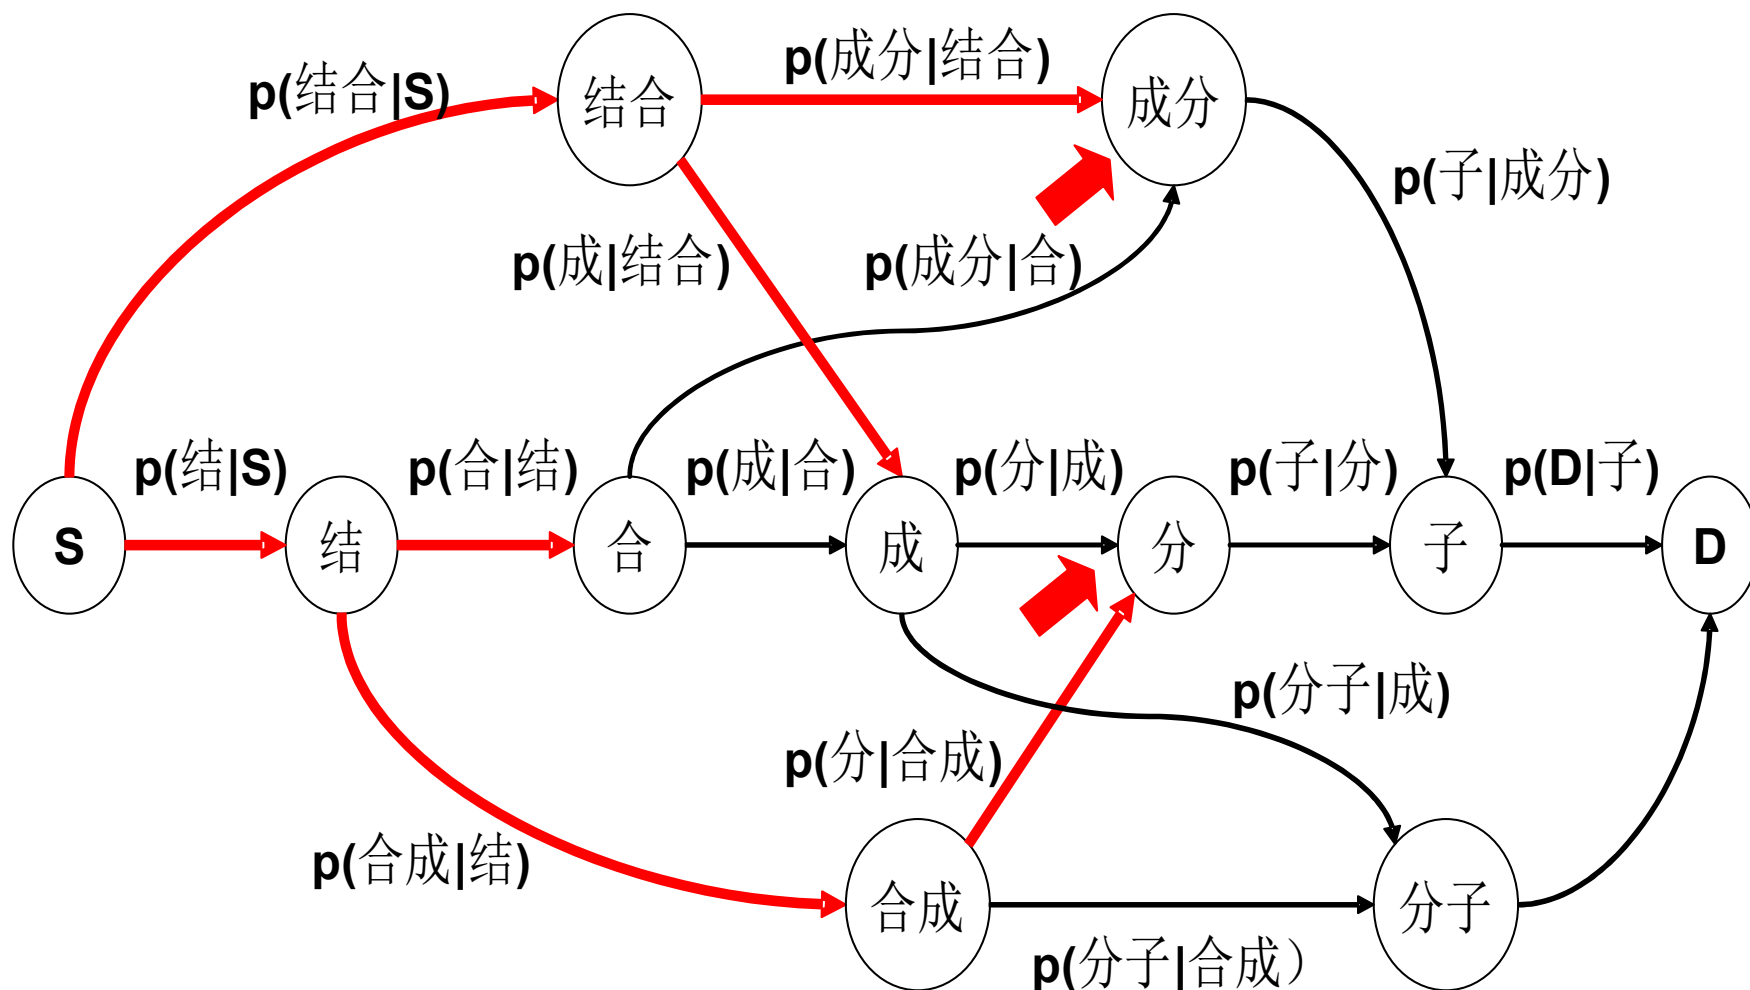 p(成分|结合)
p(结合|S)
结合
成分
p(子|成分)
p(成|结合)
p(成分|合)
p(结|S)
p(合|结)
p(成|合)
p(分|成)
p(子|分)
p(D|子)
S
结
合
成
分
子
D
p(分子|成)
p(分|合成)
p(合成|结)
合成
分子
p(分子|合成）